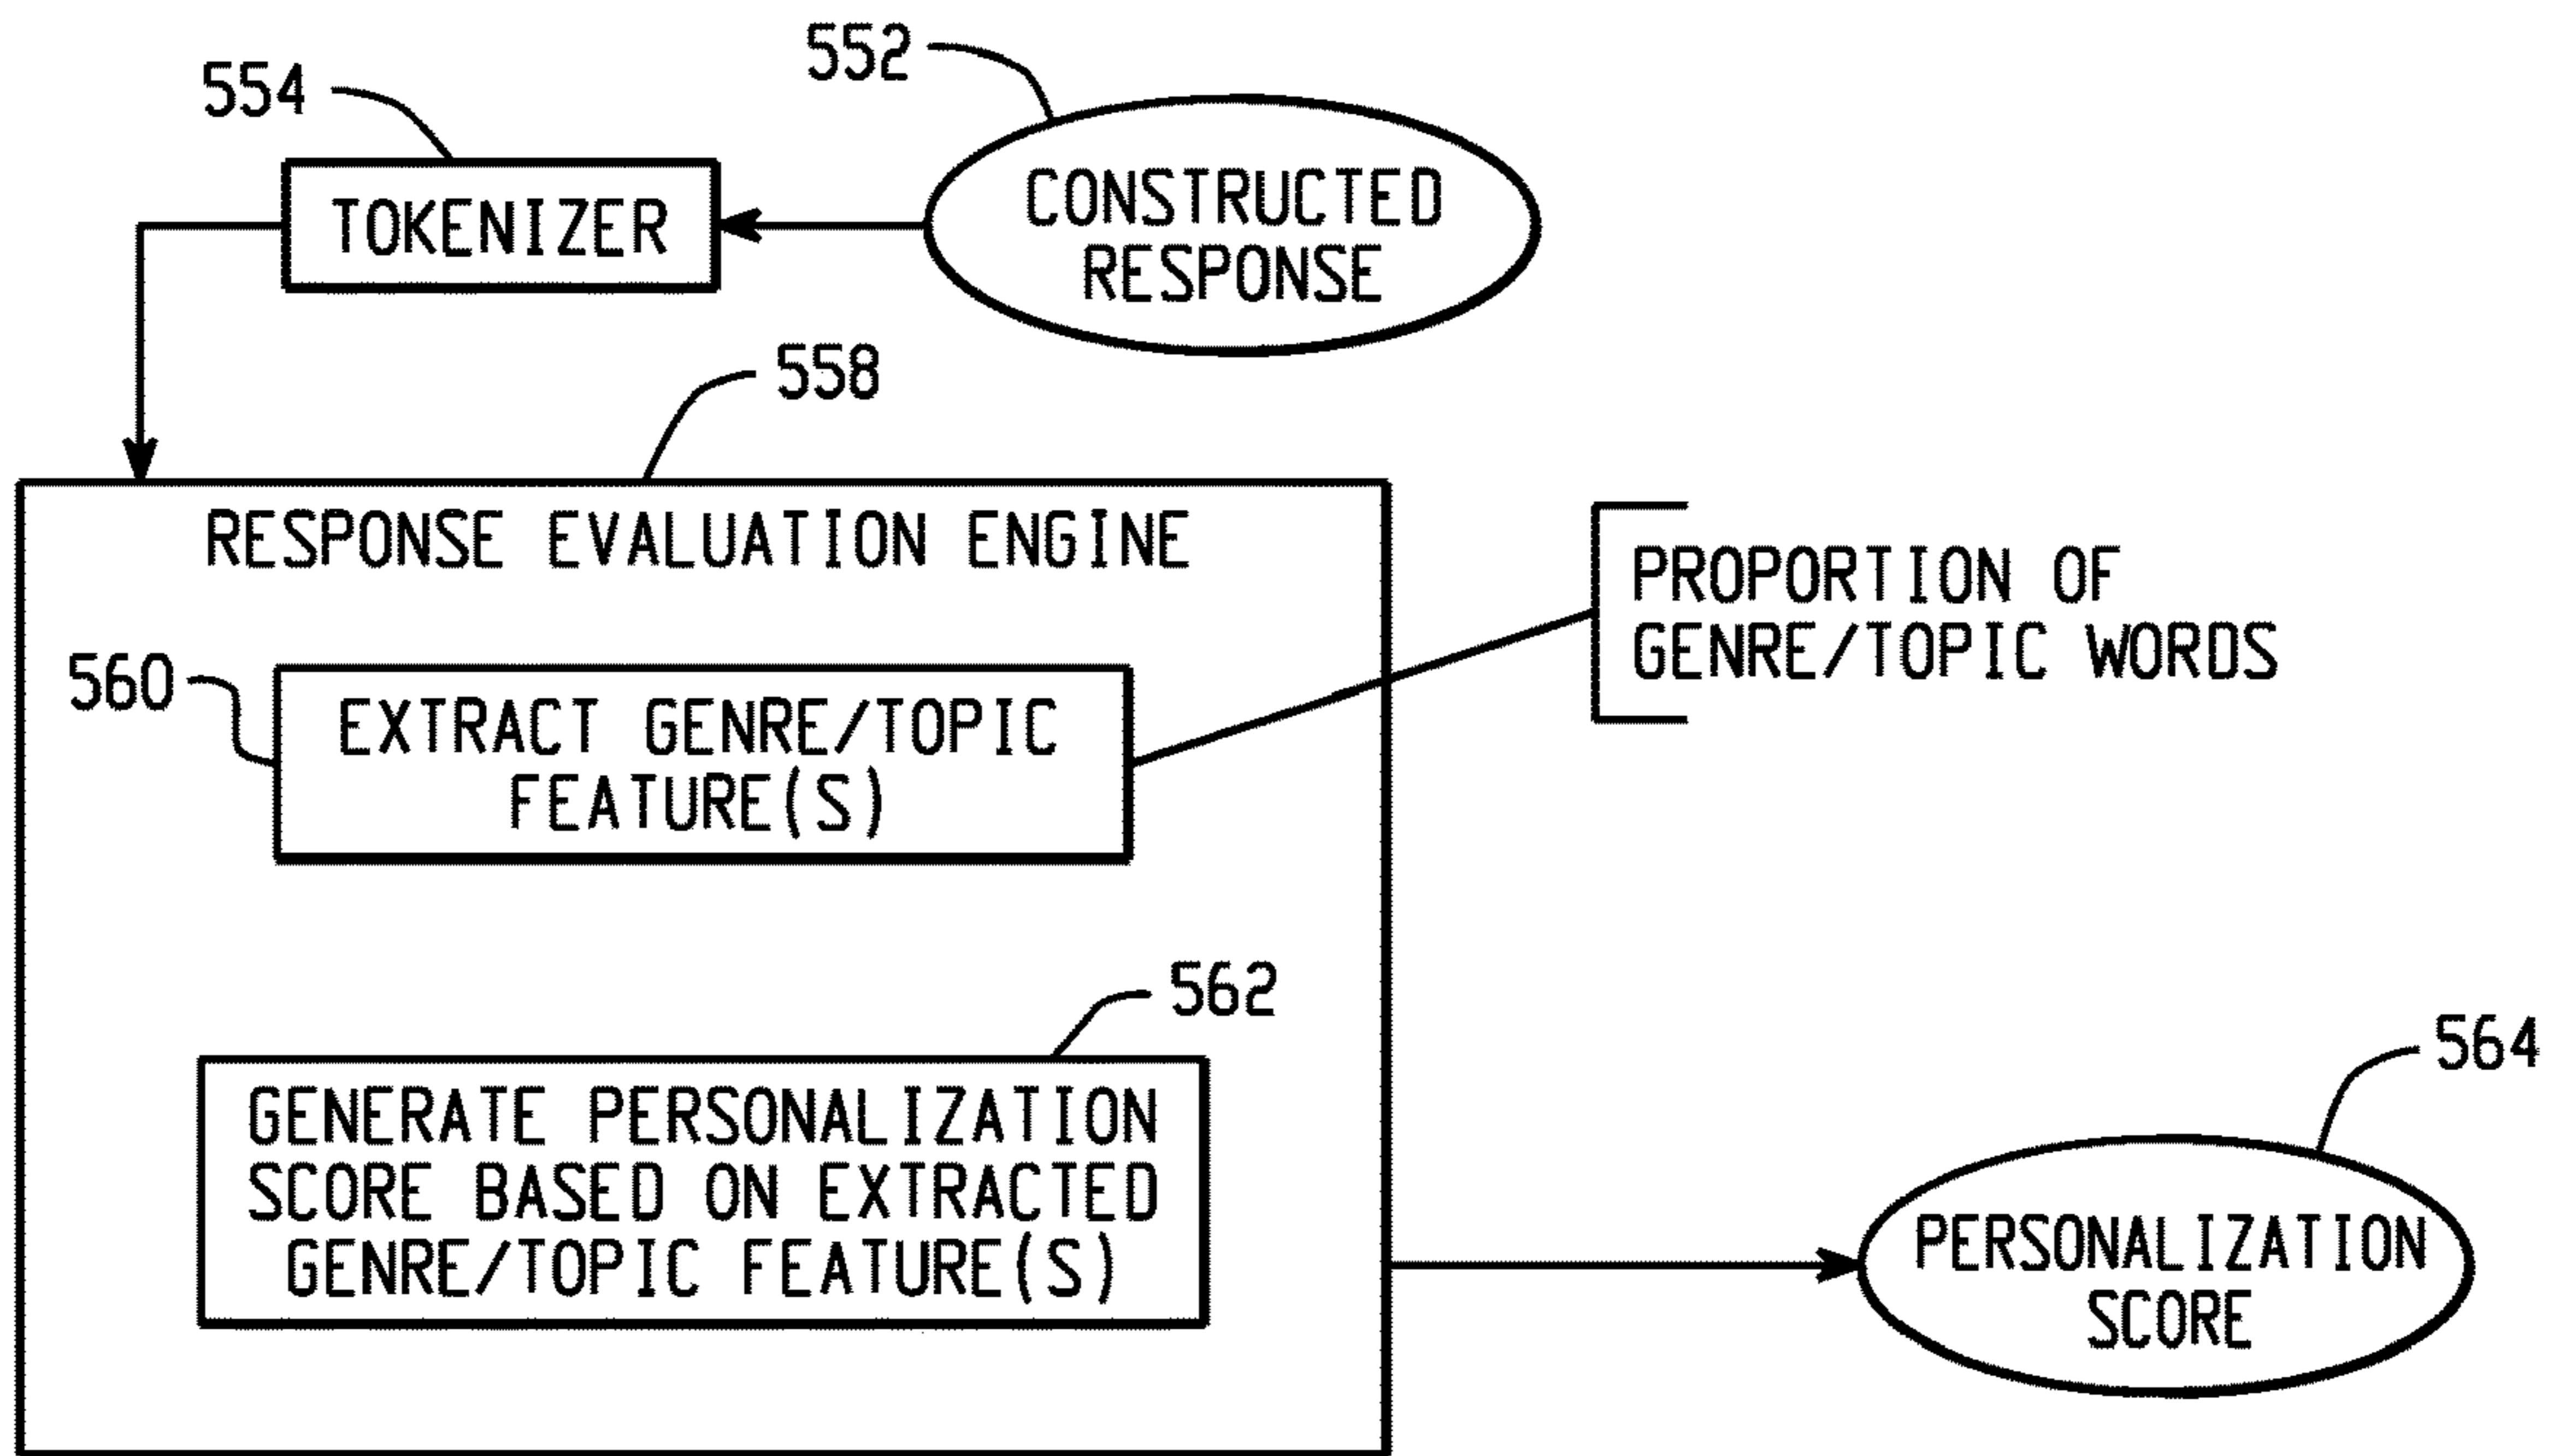 552
554
CONSTRUCTED
RESPONSE
TOKENIZER
558
RESPONSE EVALUATION ENGINE
PROPORTION OF
GENRE/TOPIC WORDS
560
EXTRACT GENRE/TOPIC
FEATURE(S)
562
564
GENERATE PERSONALIZATION
SCORE BASED ON EXTRACTED
GENRE/TOPIC FEATURE(S)
PERSONALIZATION
SCORE